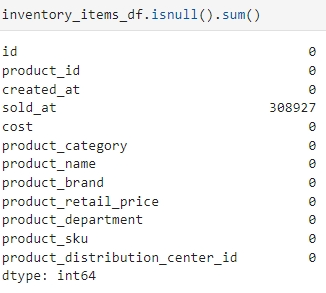 inventory_items_df.isnull().sum()
id 0
product_id 0
created_at 0
sold_at 308927
cost 0
product_category 0
product_name 0
product_brand 0
product_retail_price 0
product_department 0
product_sku 0
product_distribution_center_id 0
dtype: int64